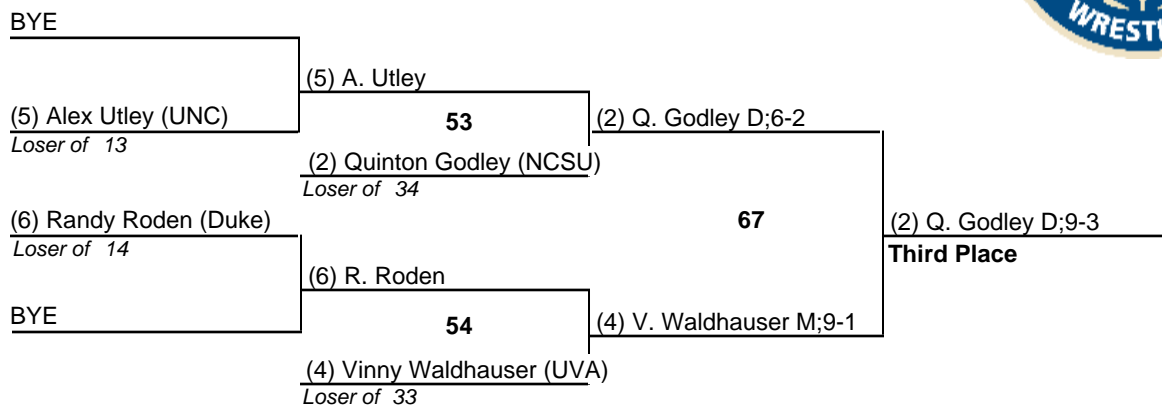 BYE
(5) A. Utley
(5) Alex Utley (UNC)
Loser of 13
53
(2) Q. Godley D;6-2
(2) Quinton Godley (NCSU)
Loser of 34
(6) Randy Roden (Duke)
Loser of 14
67
(2) Q. Godley D;9-3
Third Place
(6) R. Roden
BYE
54
(4) V. Waldhauser M;9-1
(4) Vinny Waldhauser (UVA)
Loser of 33